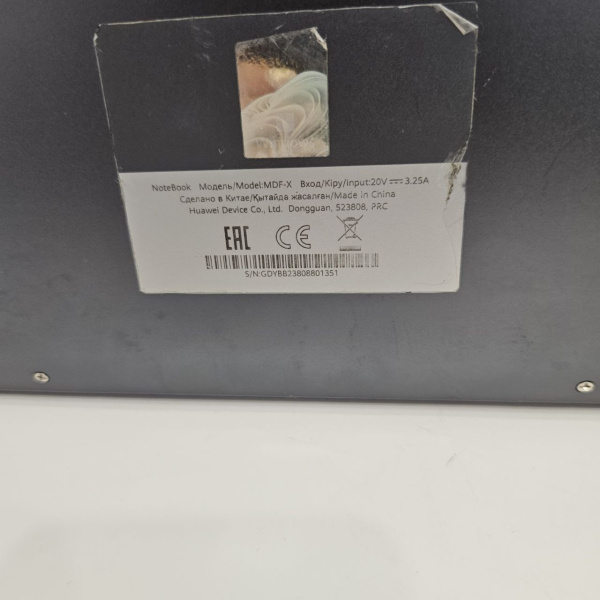 NoteBook Модель/Model:MDF-X Вход/Кіру/Input:20V⎓3.25A
Сделано в Китае/Қытайда жасалған/Made in China
Huawei Device Co., Ltd. Dongguan, 523808, PRC
EAC CE
S/N:GDYBB23808801351